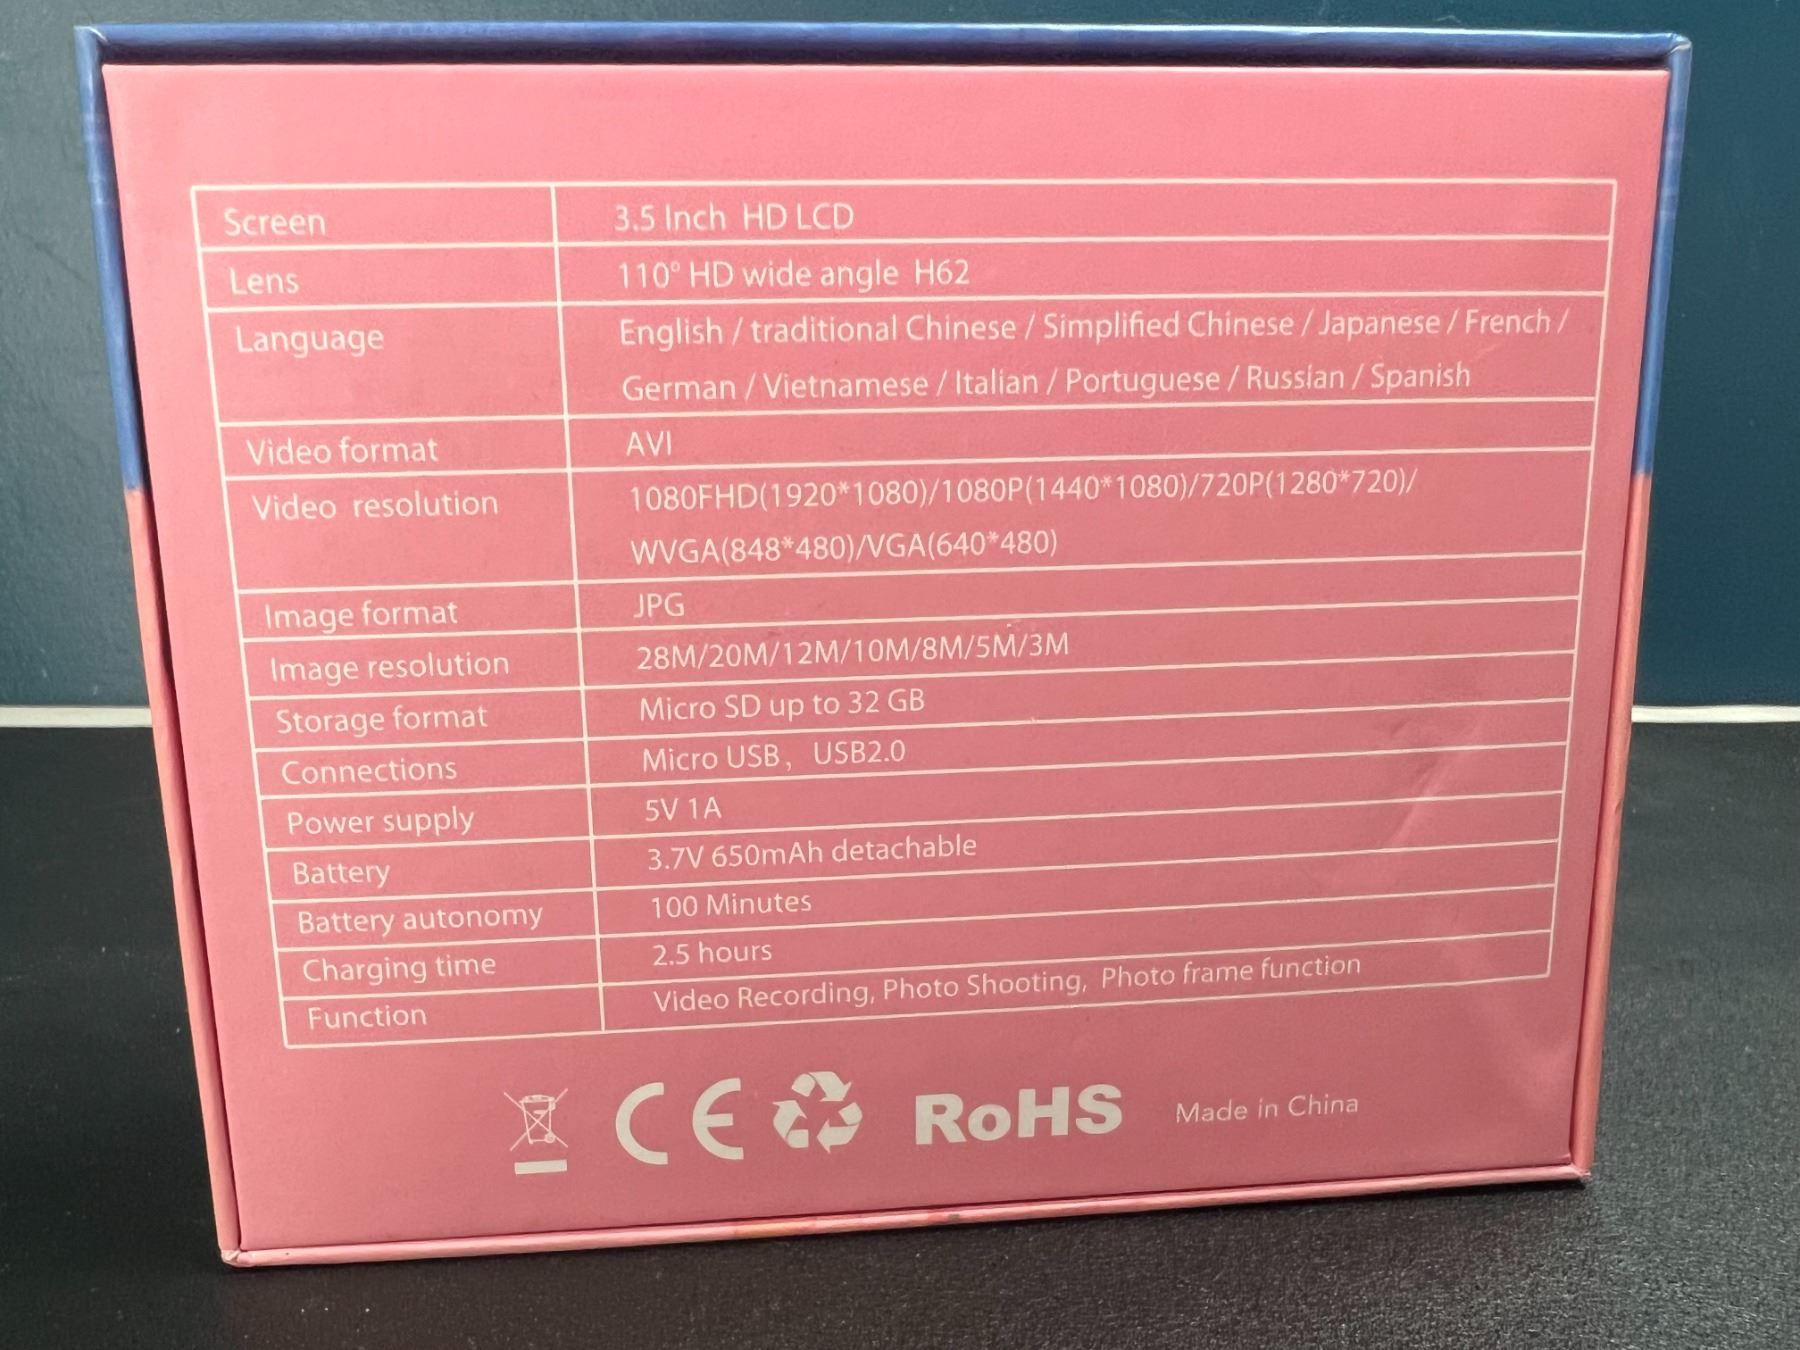 Screen 3.5 Inch HD LCD
Lens 110° HD wide angle H62
Language English / traditional Chinese / Simplified Chinese / Japanese / French /
German / Vietnamese / Italian / Portuguese / Russian / Spanish
Video format AVI
Video resolution 1080FHD(1920*1080)/1080P(1440*1080)/720P(1280*720)/
WVGA(848*480)/VGA(640*480)
Image format JPG
Image resolution 28M/20M/12M/10M/8M/5M/3M
Storage format Micro SD up to 32 GB
Connections Micro USB，USB2.0
Power supply 5V 1A
Battery 3.7V 650mAh detachable
Battery autonomy 100 Minutes
Charging time 2.5 hours
Function Video Recording, Photo Shooting, Photo frame function
CE RoHS Made in China